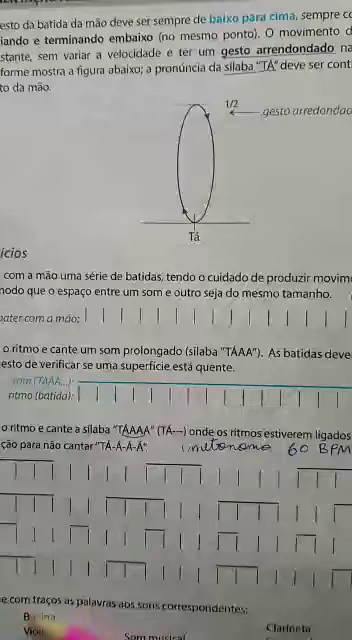 esto da batida da mão deve ser sempre de baixo para cima, sempre co
iando e terminando embaixo (no mesmo ponto). O movimento d
stante, sem variar a velocidade e ter um gesto arredondado na
forme mostra a figura abaixo; a pronúncia da sílaba "TÁ" deve ser cont
to da mão.
1/2
gesto arredondad
Tá
ícios
com a mão uma série de batidas, tendo o cuidado de produzir movim
modo que o espaço entre um som e outro seja do mesmo tamanho.
bater com a mão:
o ritmo e cante um som prolongado (sílaba "TÁAA"). As batidas deve
esto de verificar se uma superfície está quente.
som (TÁAA...):
ritmo (batida):
o ritmo e cante a sílaba "TÁAAA" (TÁ---) onde os ritmos estiverem ligados
ção para não cantar "TÁ-Á-Á-Á"
metronomo 60 BPM
e com traços as palavras aos sons correspondentes:
Clarineta
Som musical